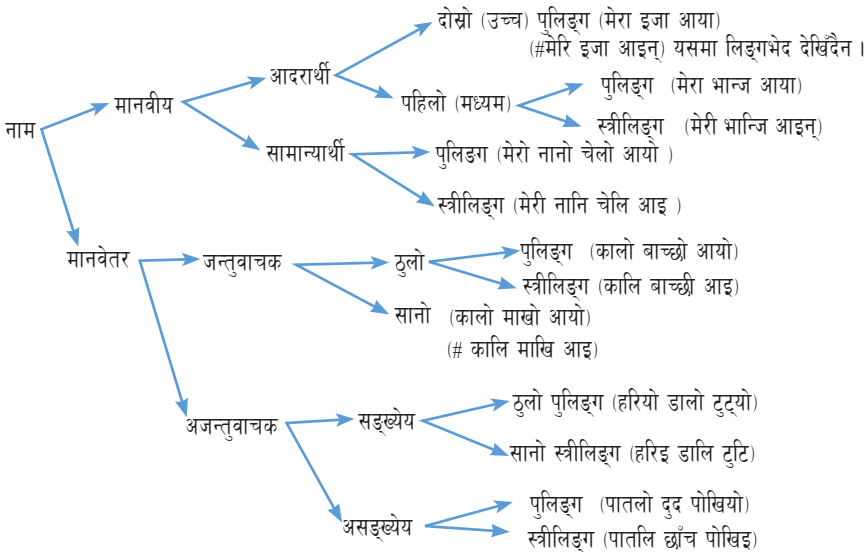 दोस्रो (उच्च) पुलिङ्ग (मेरा इजा आया)
(#मेरि इजा आइन्) यसमा लिङ्गभेद देखिँदैन ।
आदरार्थी
पहिलो (मध्यम)
पुलिङ्ग (मेरा भान्ज आया)
स्त्रीलिङ्ग (मेरी भान्जि आइन्)
मानवीय
नाम
सामान्यार्थी
पुलिङग (मेरो नानो चेलो आयो )
स्त्रीलिङ्ग (मेरी नानि चेलि आइ )
मानवेतर
जन्तुवाचक
ठुलो
पुलिङ्ग (कालो बाच्छो आयो)
स्त्रीलिङ्ग (कालि बाच्छी आइ)
सानो (कालो माखो आयो)
(# कालि माखि आइ)
अजन्तुवाचक
सङ्ख्येय
ठुलो पुलिङ्ग (हरियो डालो टुट्यो)
सानो स्त्रीलिङ्ग (हरिइ डालि टुटि)
असङ्ख्येय
पुलिङ्ग (पातलो दुद पोखियो)
स्त्रीलिङ्ग (पातलि छाँच पोखिइ)